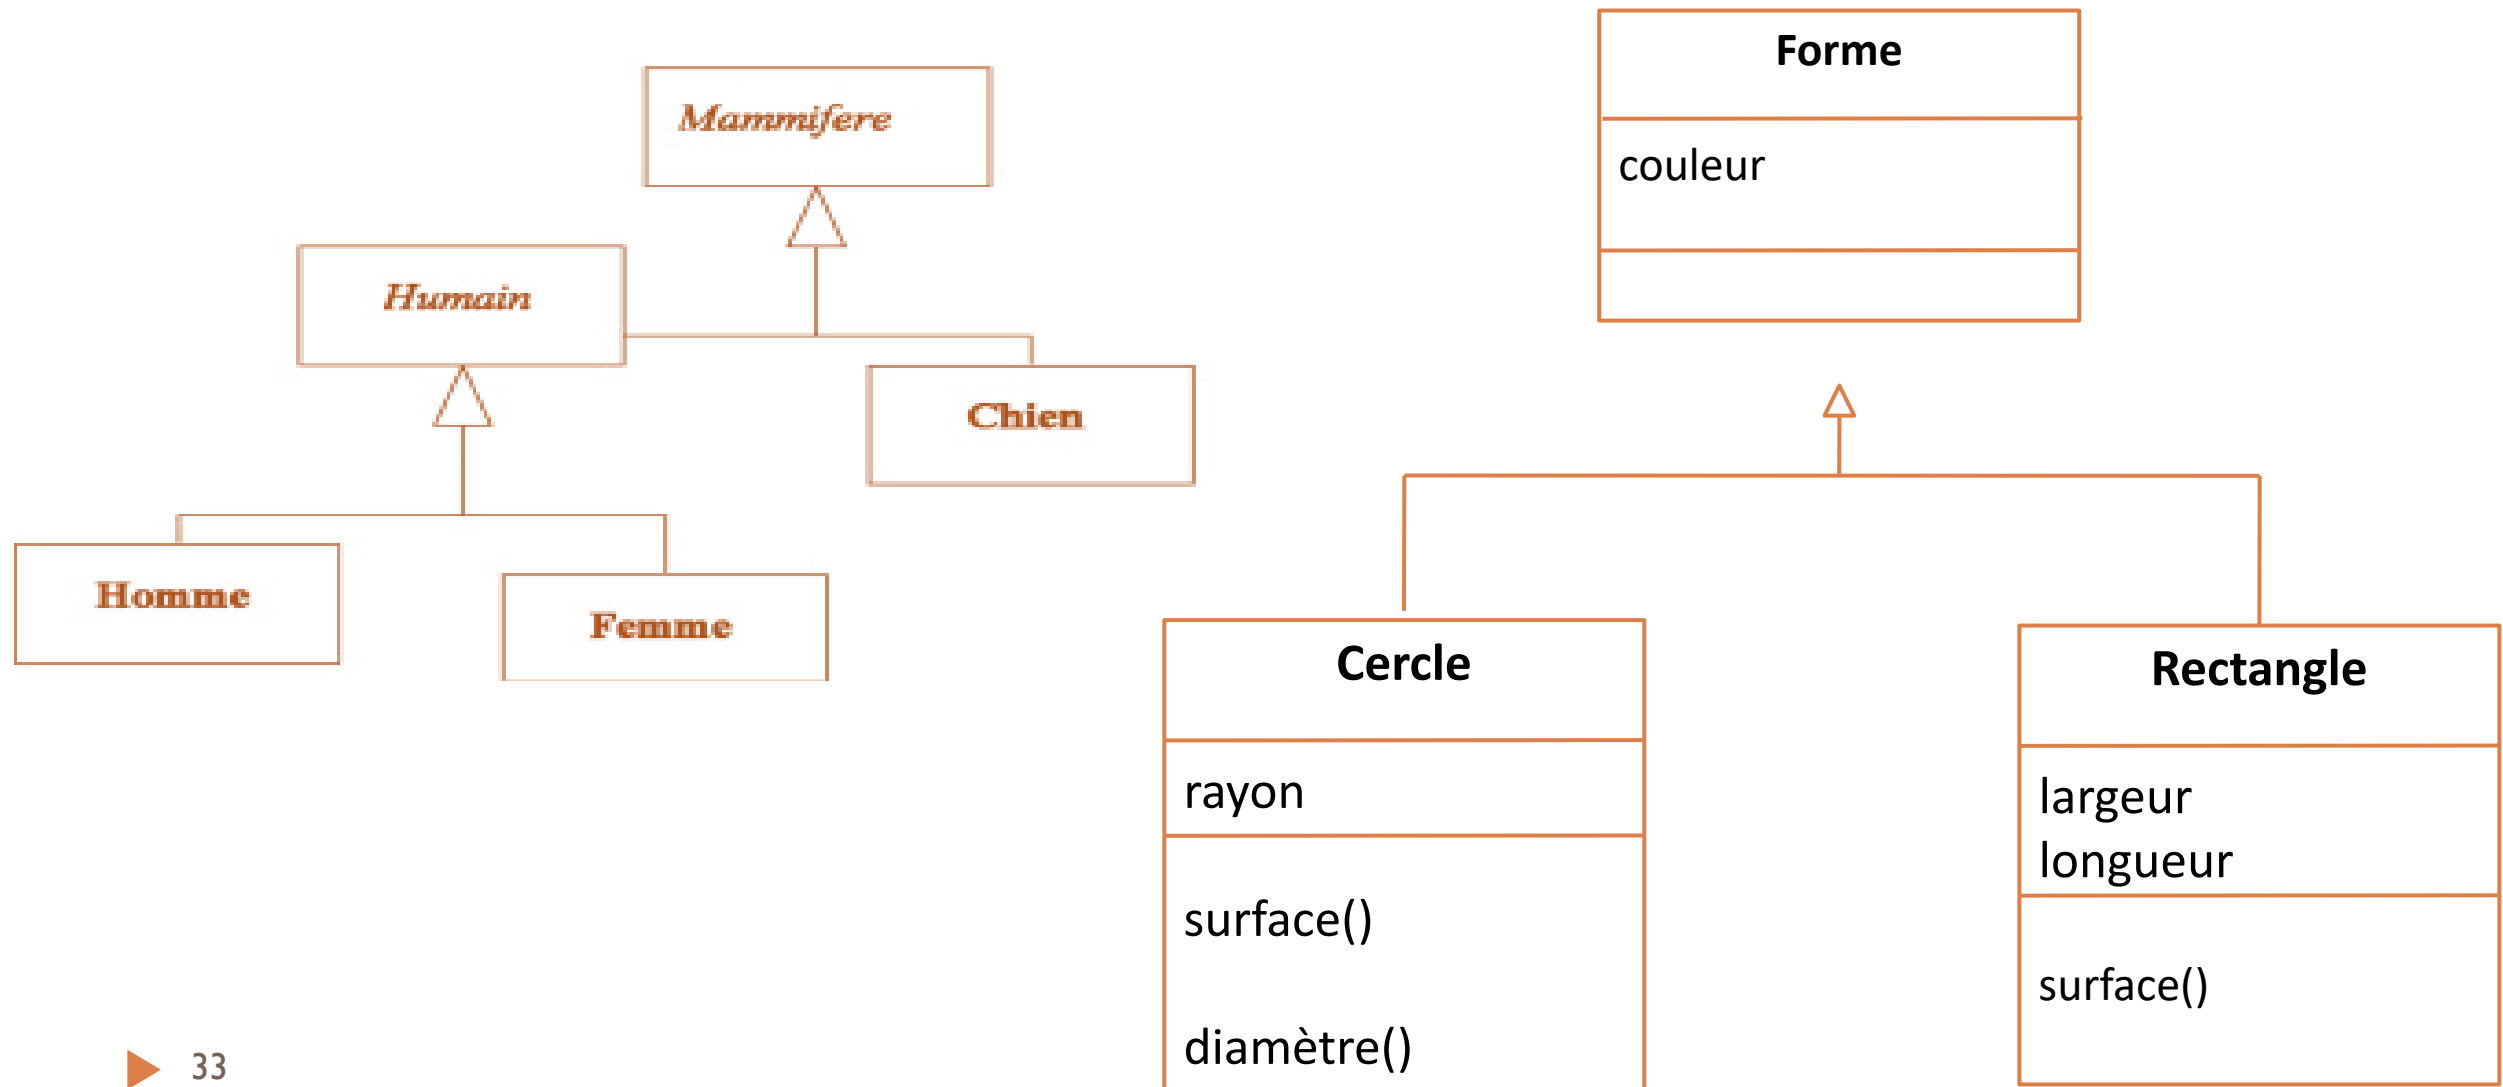 Mammifere
Humain
Chien
Homme
Femme
Forme
couleur
Cercle
rayon
surface()
diamètre()
Rectangle
largeur
longueur
surface()
33